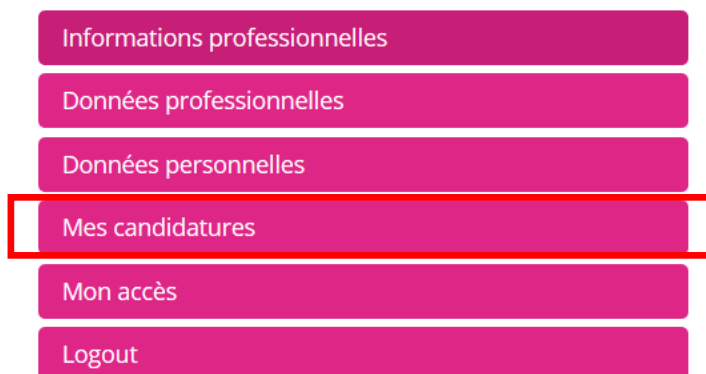 Informations professionnelles
Données professionnelles
Données personnelles
Mes candidatures
Mon accès
Logout